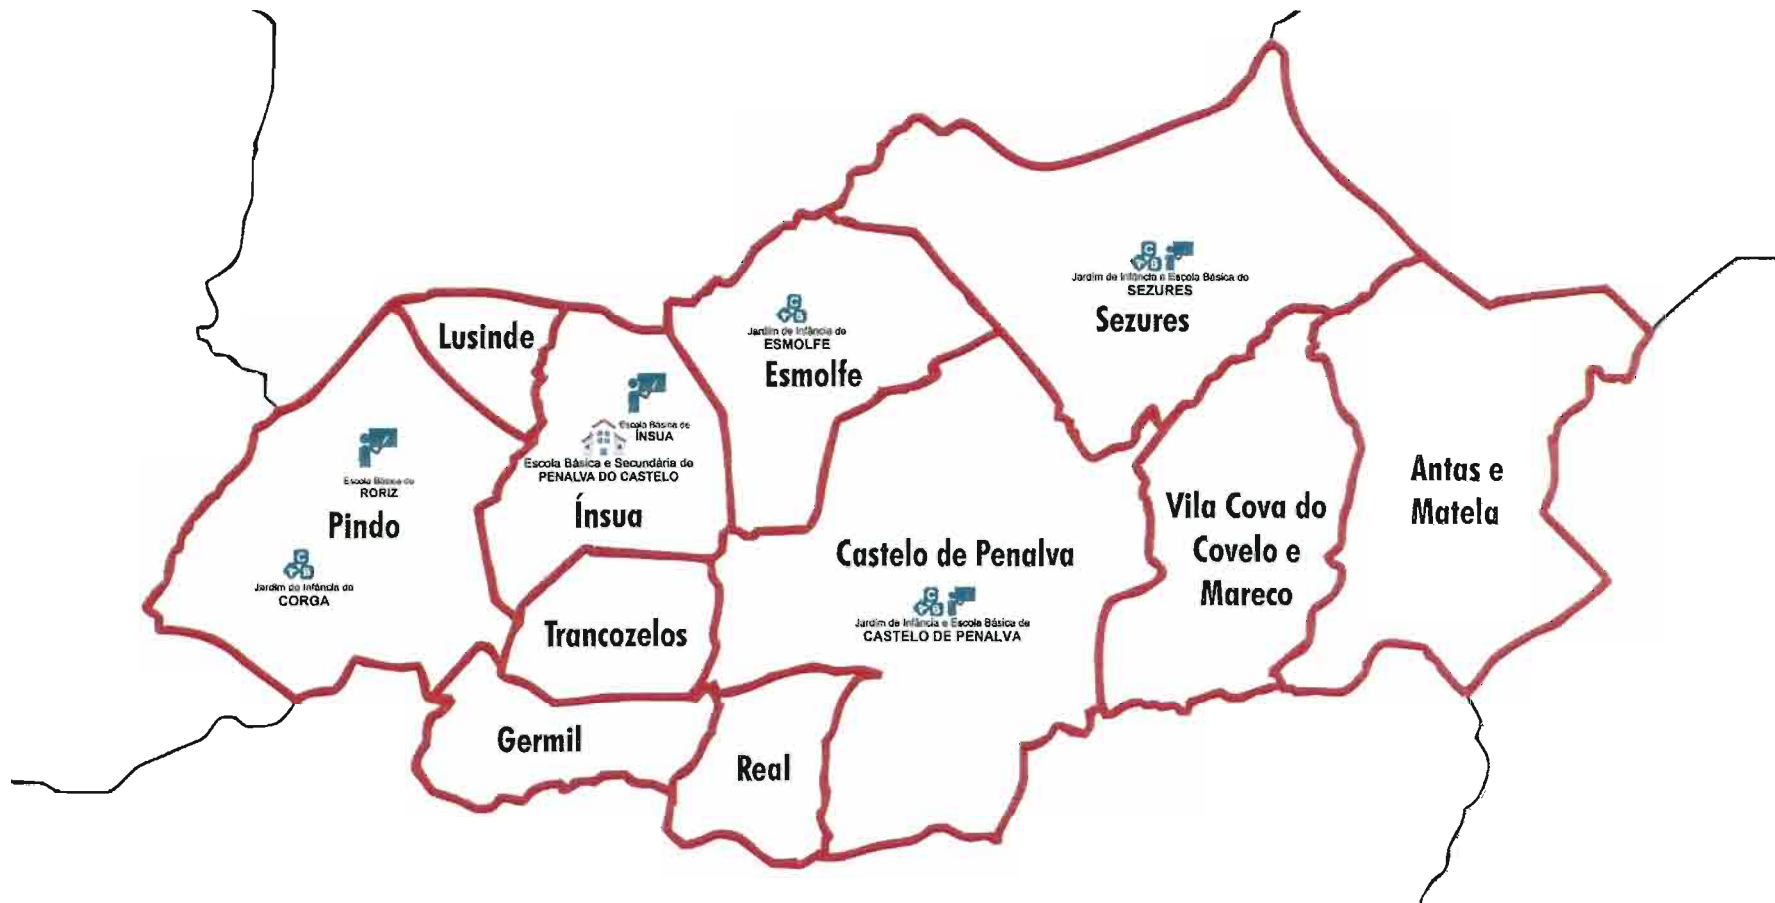 Jardim de Infância e Escola Básica de
SEZURES
Sezures
Jardim de Infância de
ESMOLFE
Esmolfe
Lusinde
Escola Básica de
ÍNSUA
Escola Básica e Secundária de
PENALVA DO CASTELO
Ínsua
Escola Básica de
RORIZ
Pindo
Jardim de Infância de
CORGA
Antas e
Matela
Vila Cova do
Covelo e
Mareco
Castelo de Penalva
Jardim de Infância e Escola Básica de
CASTELO DE PENALVA
Trancozelos
Germil
Real